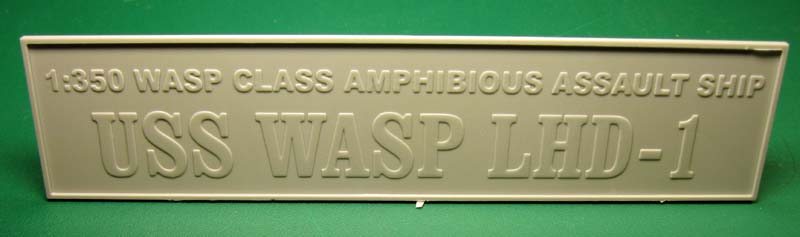 1:350 WASP CLASS AMPHIBIOUS ASSAULT SHIP
USS WASP LHD-1